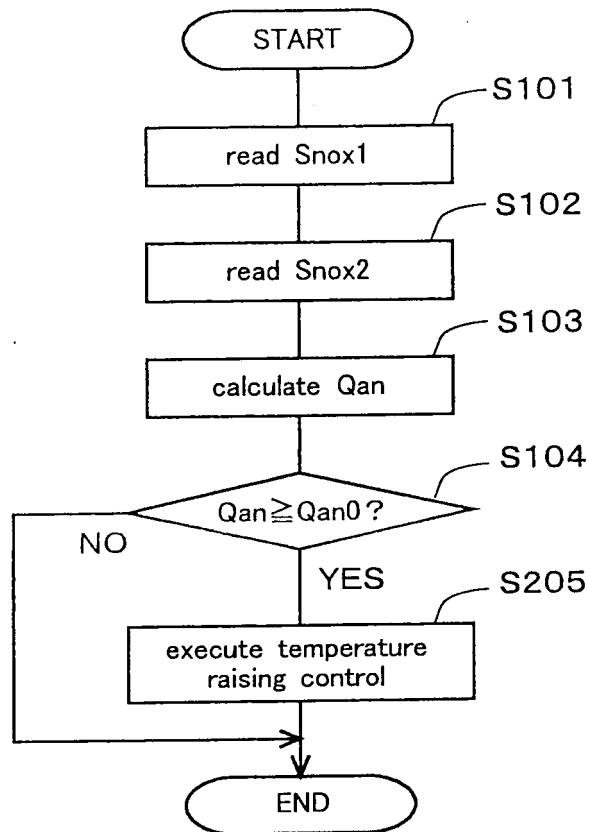 START
S101
read Snox1
S102
read Snox2
S103
calculate Qan
S104
Qan≧Qan0?
NO
YES
S205
execute temperature
raising control
END